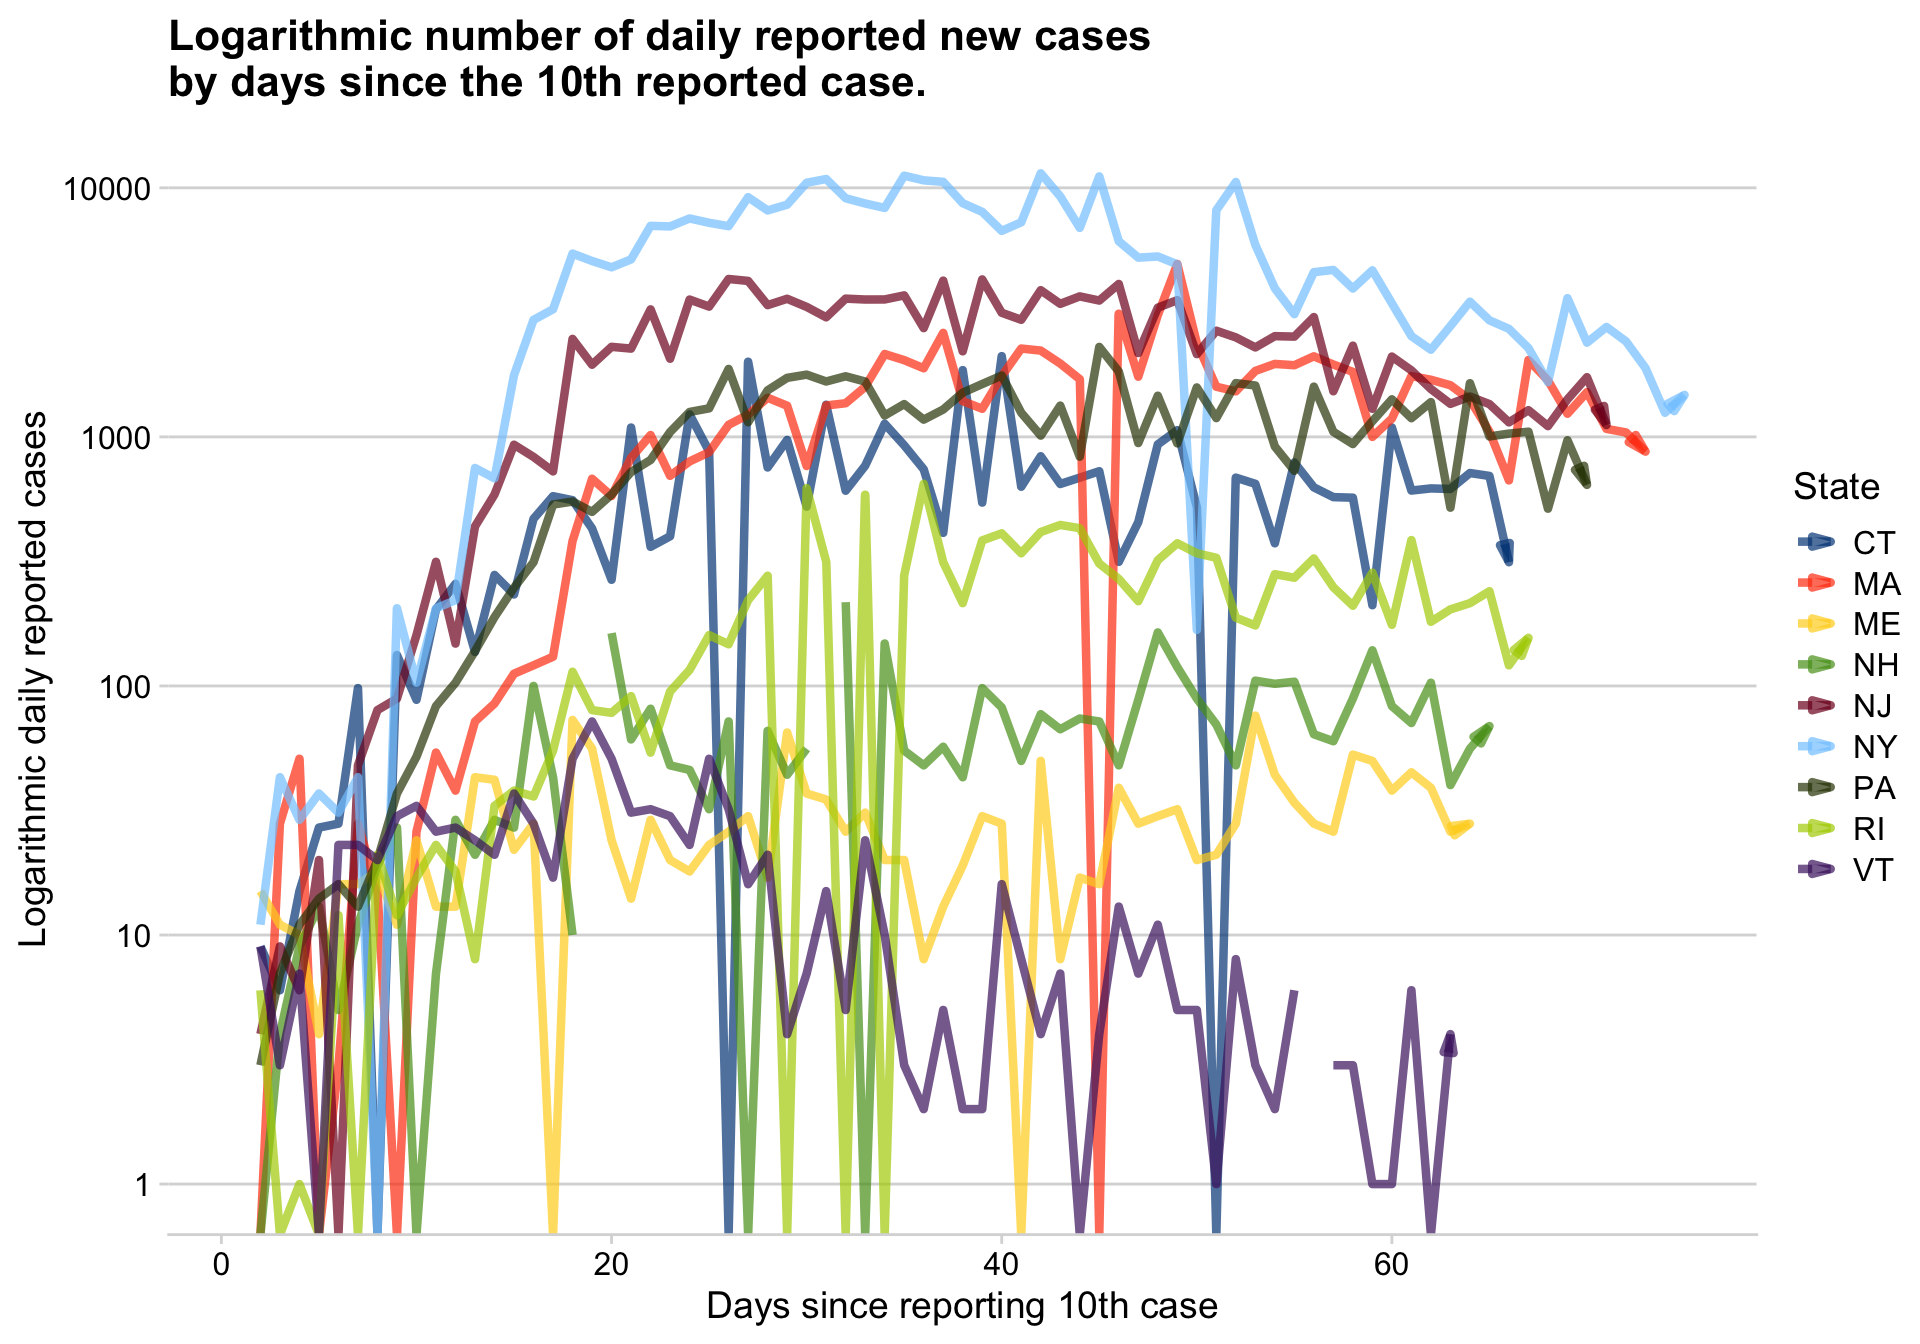 Logarithmic number of daily reported new cases
by days since the 10th reported case.
Logarithmic daily reported cases
10000
1000
100
10
1
0
20
40
60
Days since reporting 10th case
State
CT
MA
ME
NH
NJ
NY
PA
RI
VT